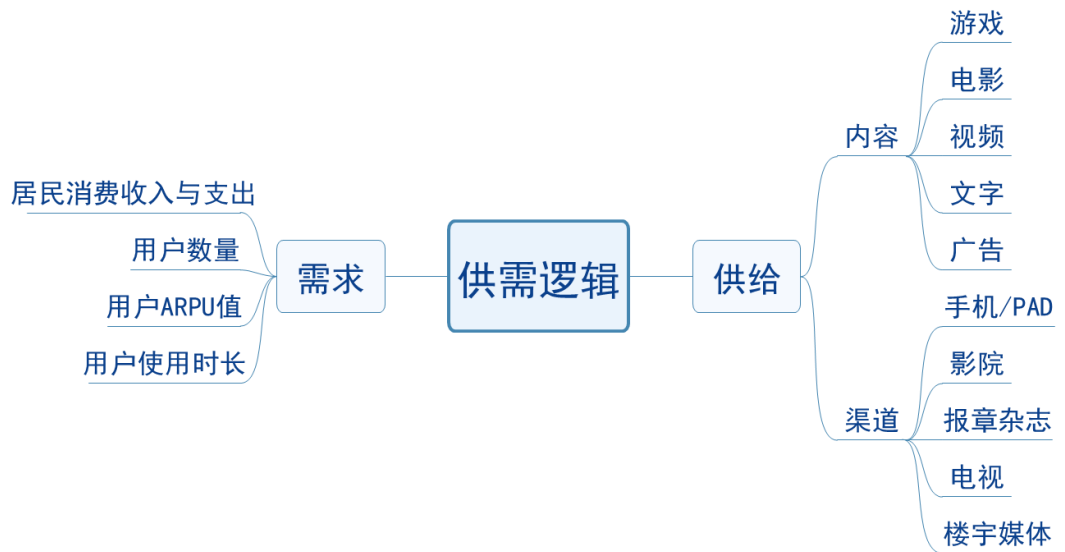 供需逻辑
需求
居民消费收入与支出
用户数量
用户ARPU值
用户使用时长
供给
内容
游戏
电影
视频
文字
广告
渠道
手机/PAD
影院
报章杂志
电视
楼宇媒体